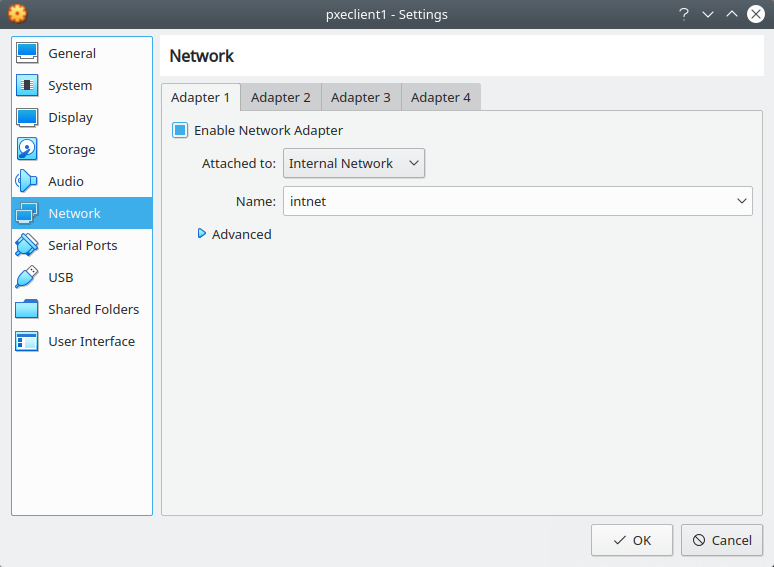 pxeclient1 - Settings
General
System
Display
Storage
Audio
Network
Serial Ports
USB
Shared Folders
User Interface
Network
Adapter 1 Adapter 2 Adapter 3 Adapter 4
Enable Network Adapter
Attached to: Internal Network
Name: intnet
Advanced
OK Cancel